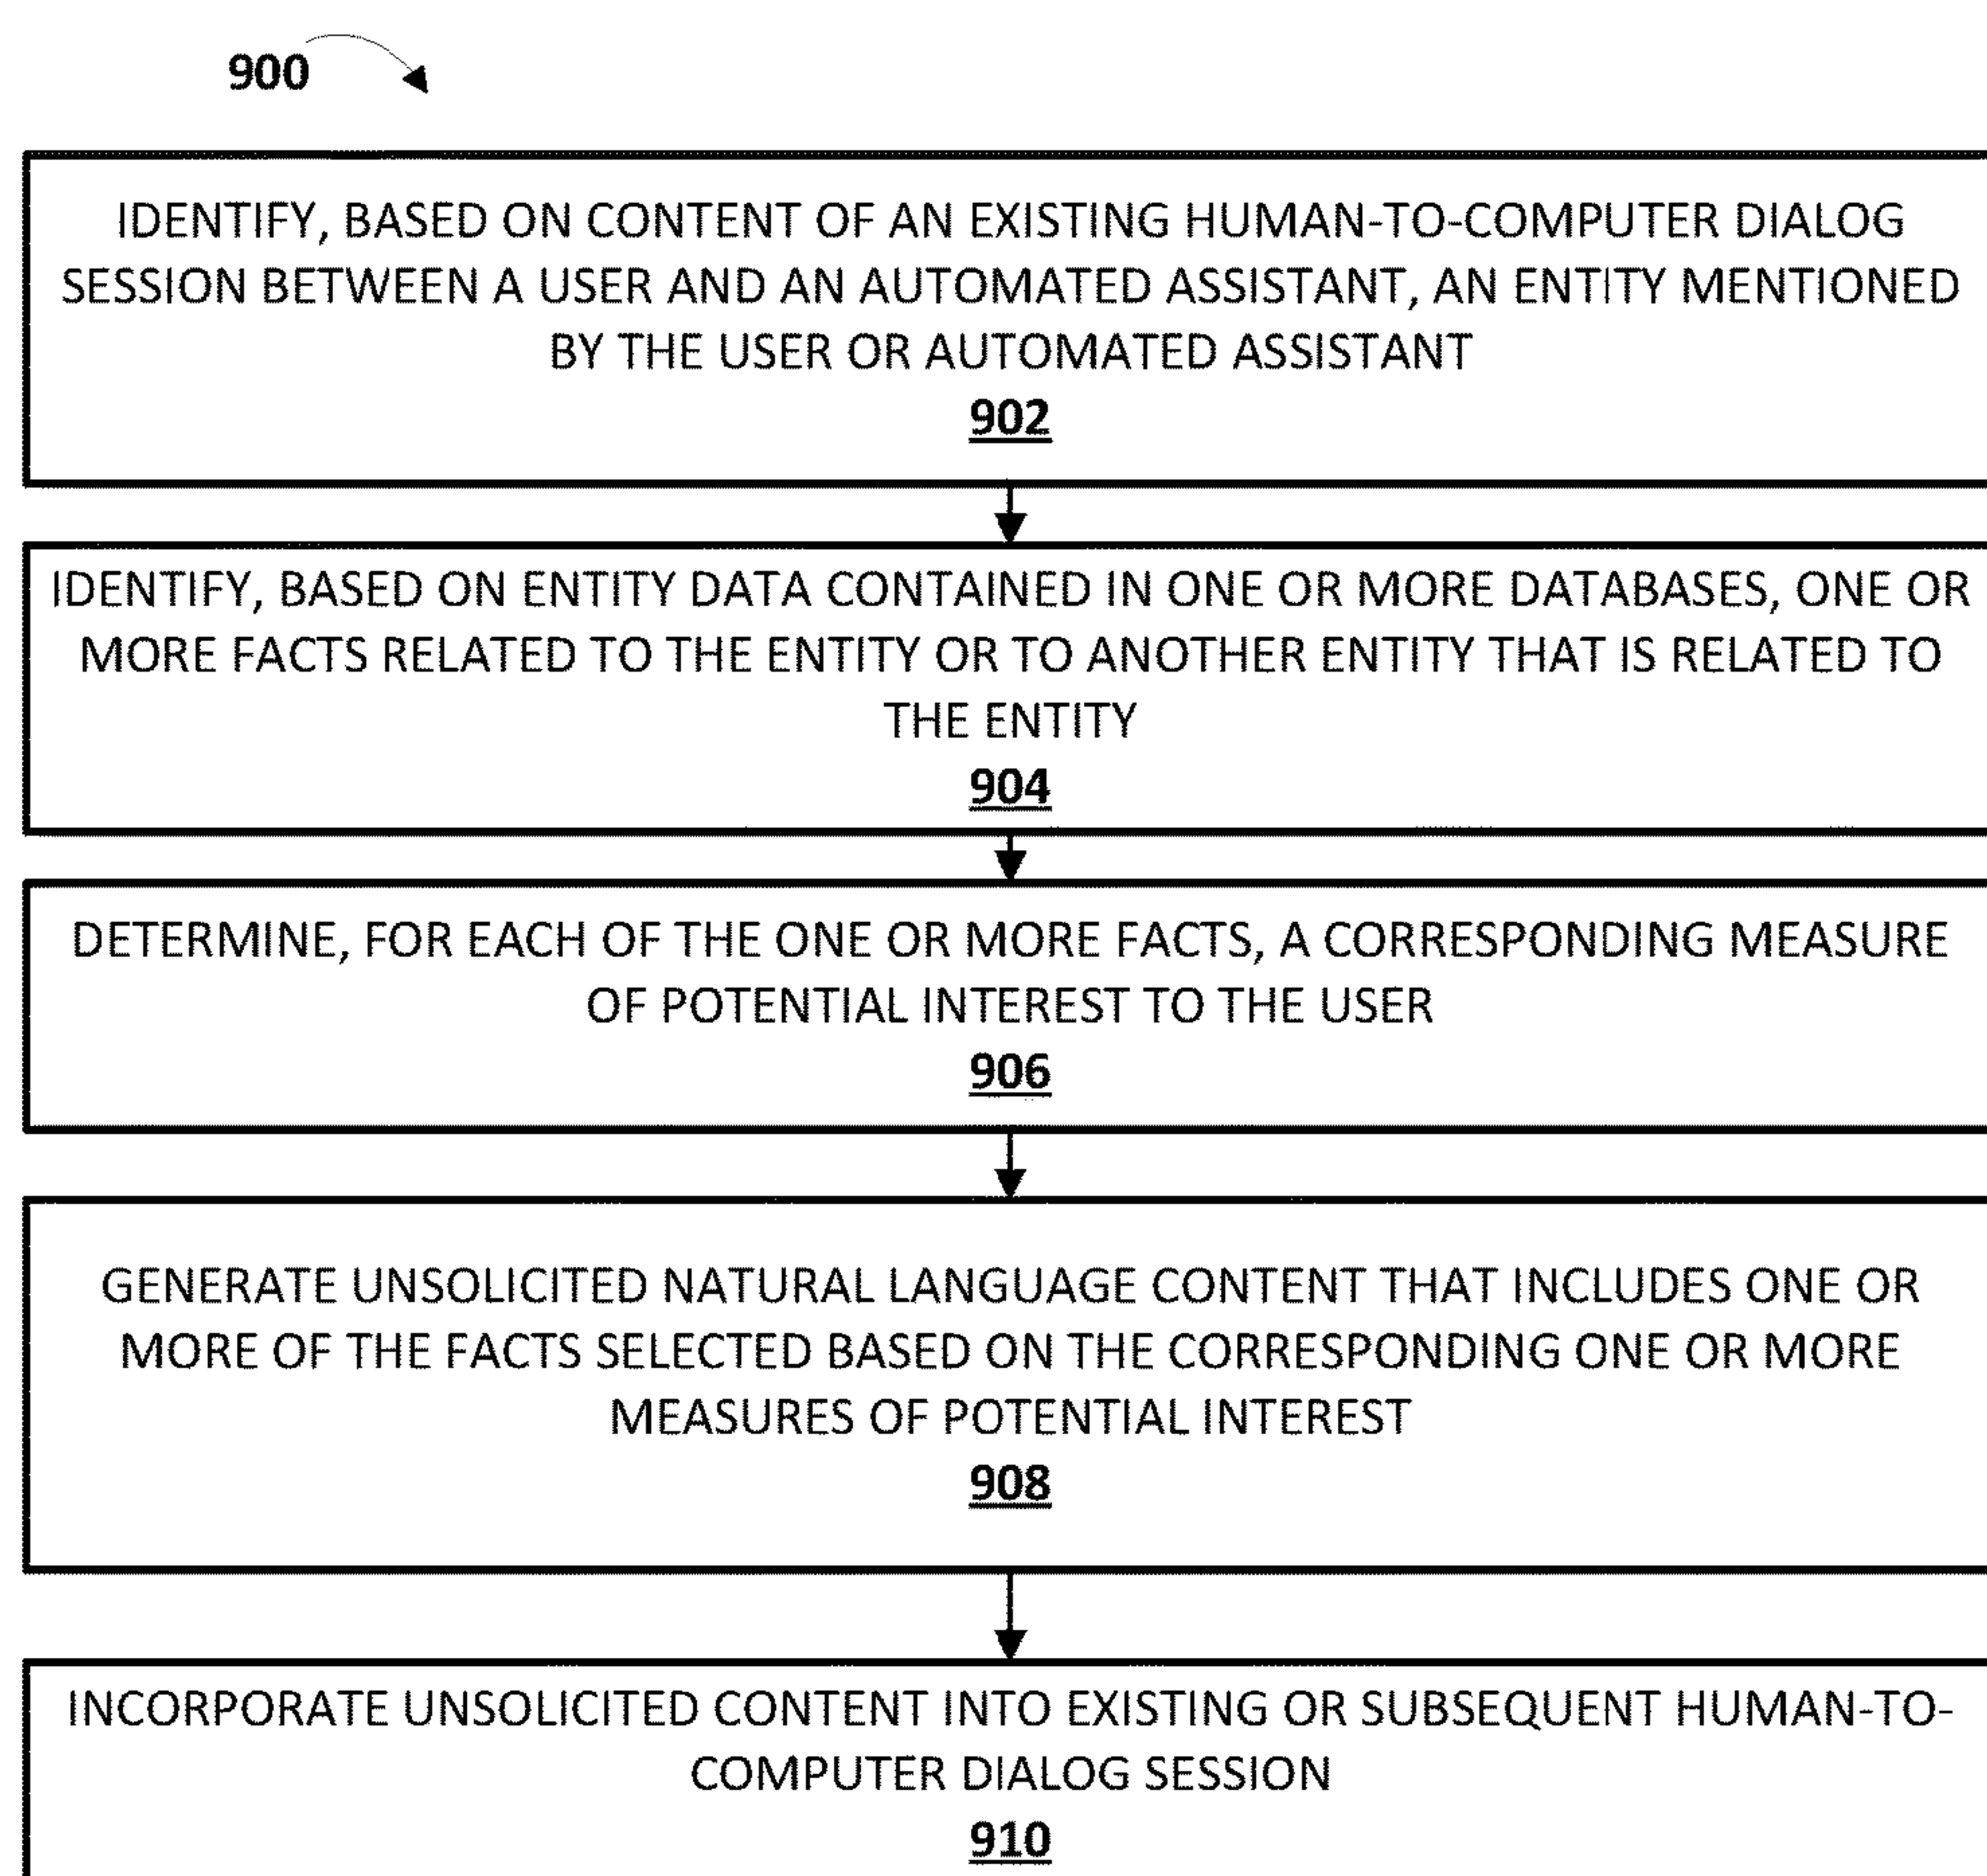 900
IDENTIFY, BASED ON CONTENT OF AN EXISTING HUMAN-TO-COMPUTER DIALOG
SESSION BETWEEN A USER AND AN AUTOMATED ASSISTANT, AN ENTITY MENTIONED
BY THE USER OR AUTOMATED ASSISTANT
902
IDENTIFY, BASED ON ENTITY DATA CONTAINED IN ONE OR MORE DATABASES, ONE OR
MORE FACTS RELATED TO THE ENTITY OR TO ANOTHER ENTITY THAT IS RELATED TO
THE ENTITY
904
DETERMINE, FOR EACH OF THE ONE OR MORE FACTS, A CORRESPONDING MEASURE
OF POTENTIAL INTEREST TO THE USER
906
GENERATE UNSOLICITED NATURAL LANGUAGE CONTENT THAT INCLUDES ONE OR
MORE OF THE FACTS SELECTED BASED ON THE CORRESPONDING ONE OR MORE
MEASURES OF POTENTIAL INTEREST
908
INCORPORATE UNSOLICITED CONTENT INTO EXISTING OR SUBSEQUENT HUMAN-TO-
COMPUTER DIALOG SESSION
910